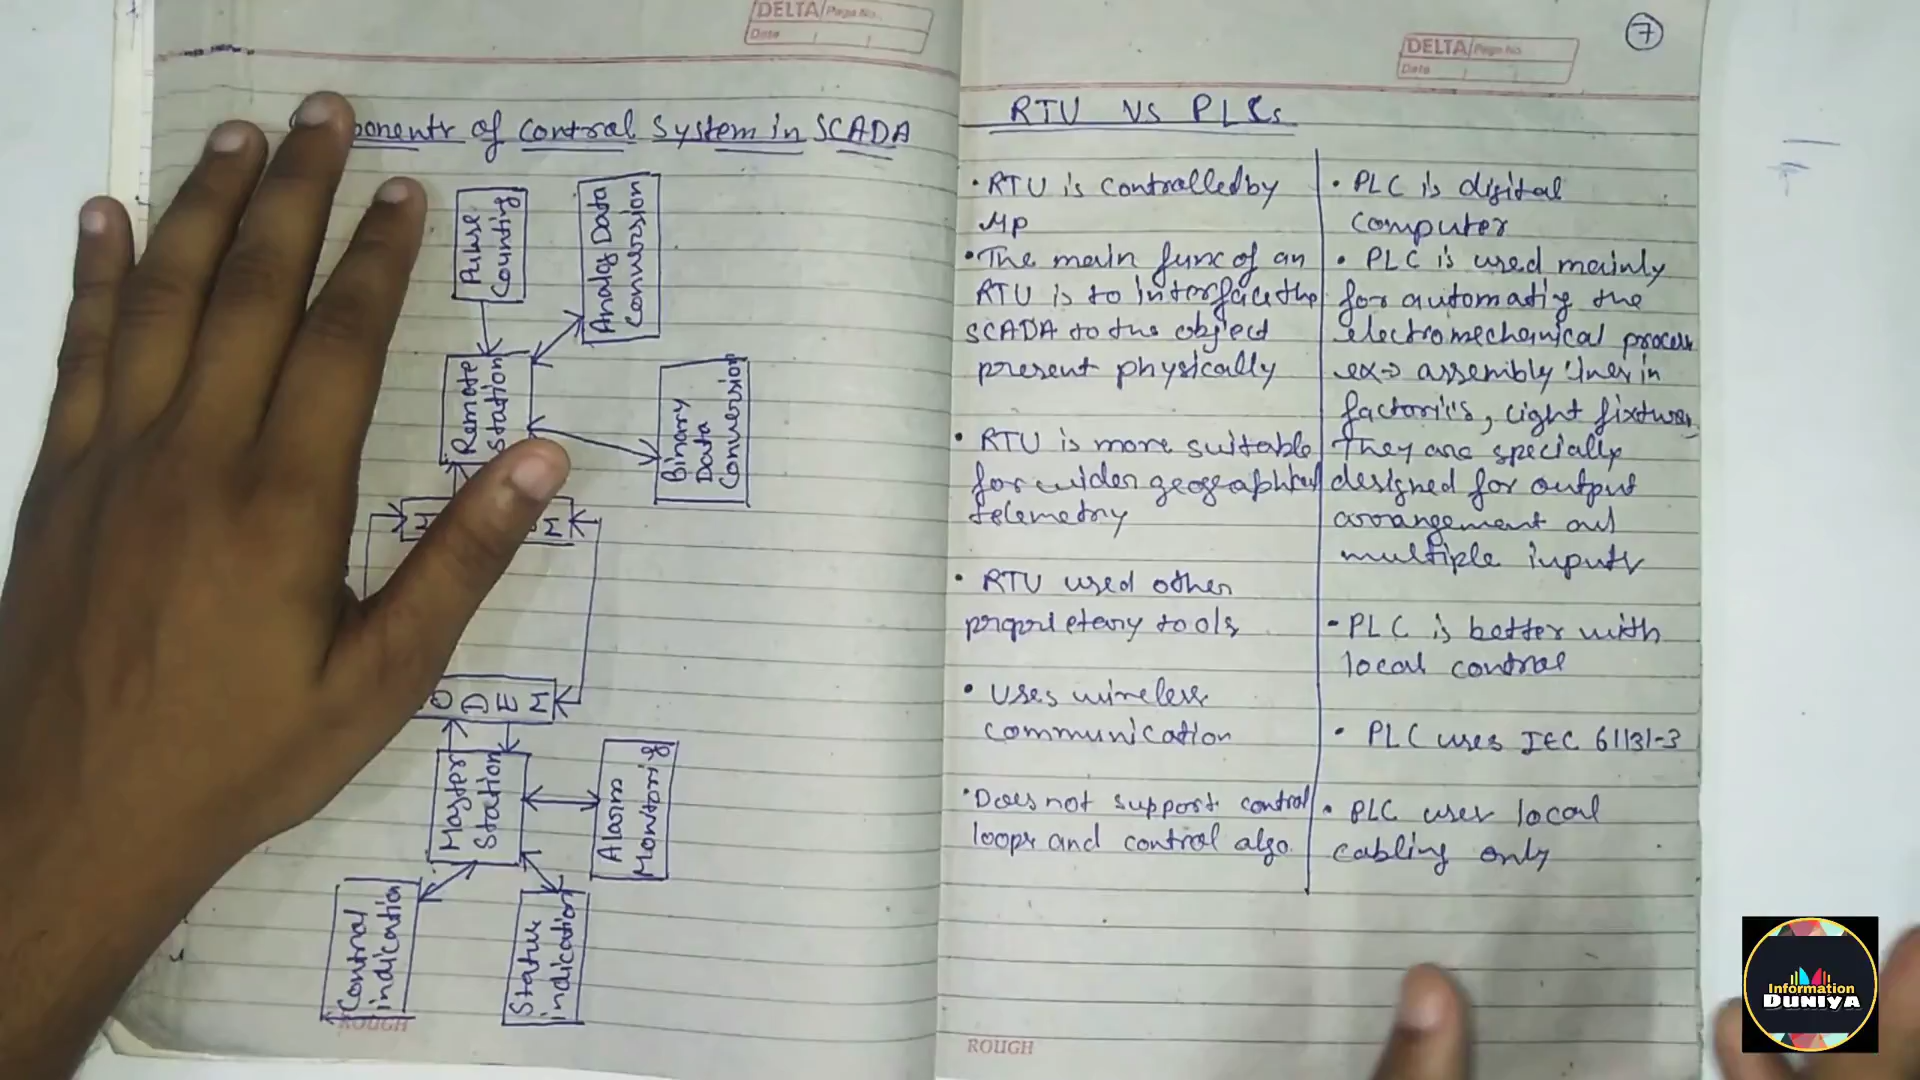 DELTA Page No.
Date
ponents of Control System in SCADA
Pulse
Counting
Analog Data
Conversion
Remote
Station
Binary
Data
Conversion
M
O D E M
Master
Station
Alarm
Monitorig
Control
indication
Status
indication
ROUGH
DELTA Page No.
Date
7
RTU VS PLCs
• RTU is controlled by
μp
• The main func of an
RTU is to interface the
SCADA to the object
present physically
• RTU is more suitable
for wider geographical
telemetry
• RTU used other
proprietary tools
• Uses wireless
communication
• Does not support control
loops and control algo.
• PLC is digital
computer
• PLC is used mainly
for automatig the
electromechanical process
ex→ assembly lines in
factories, light fixtures,
They are specially
designed for output
arrangement and
multiple inputs
- PLC is better with
local control
• PLC uses IEC 61131-3
• PLC uses local
cabling only
ROUGH
Information
DUNIYA